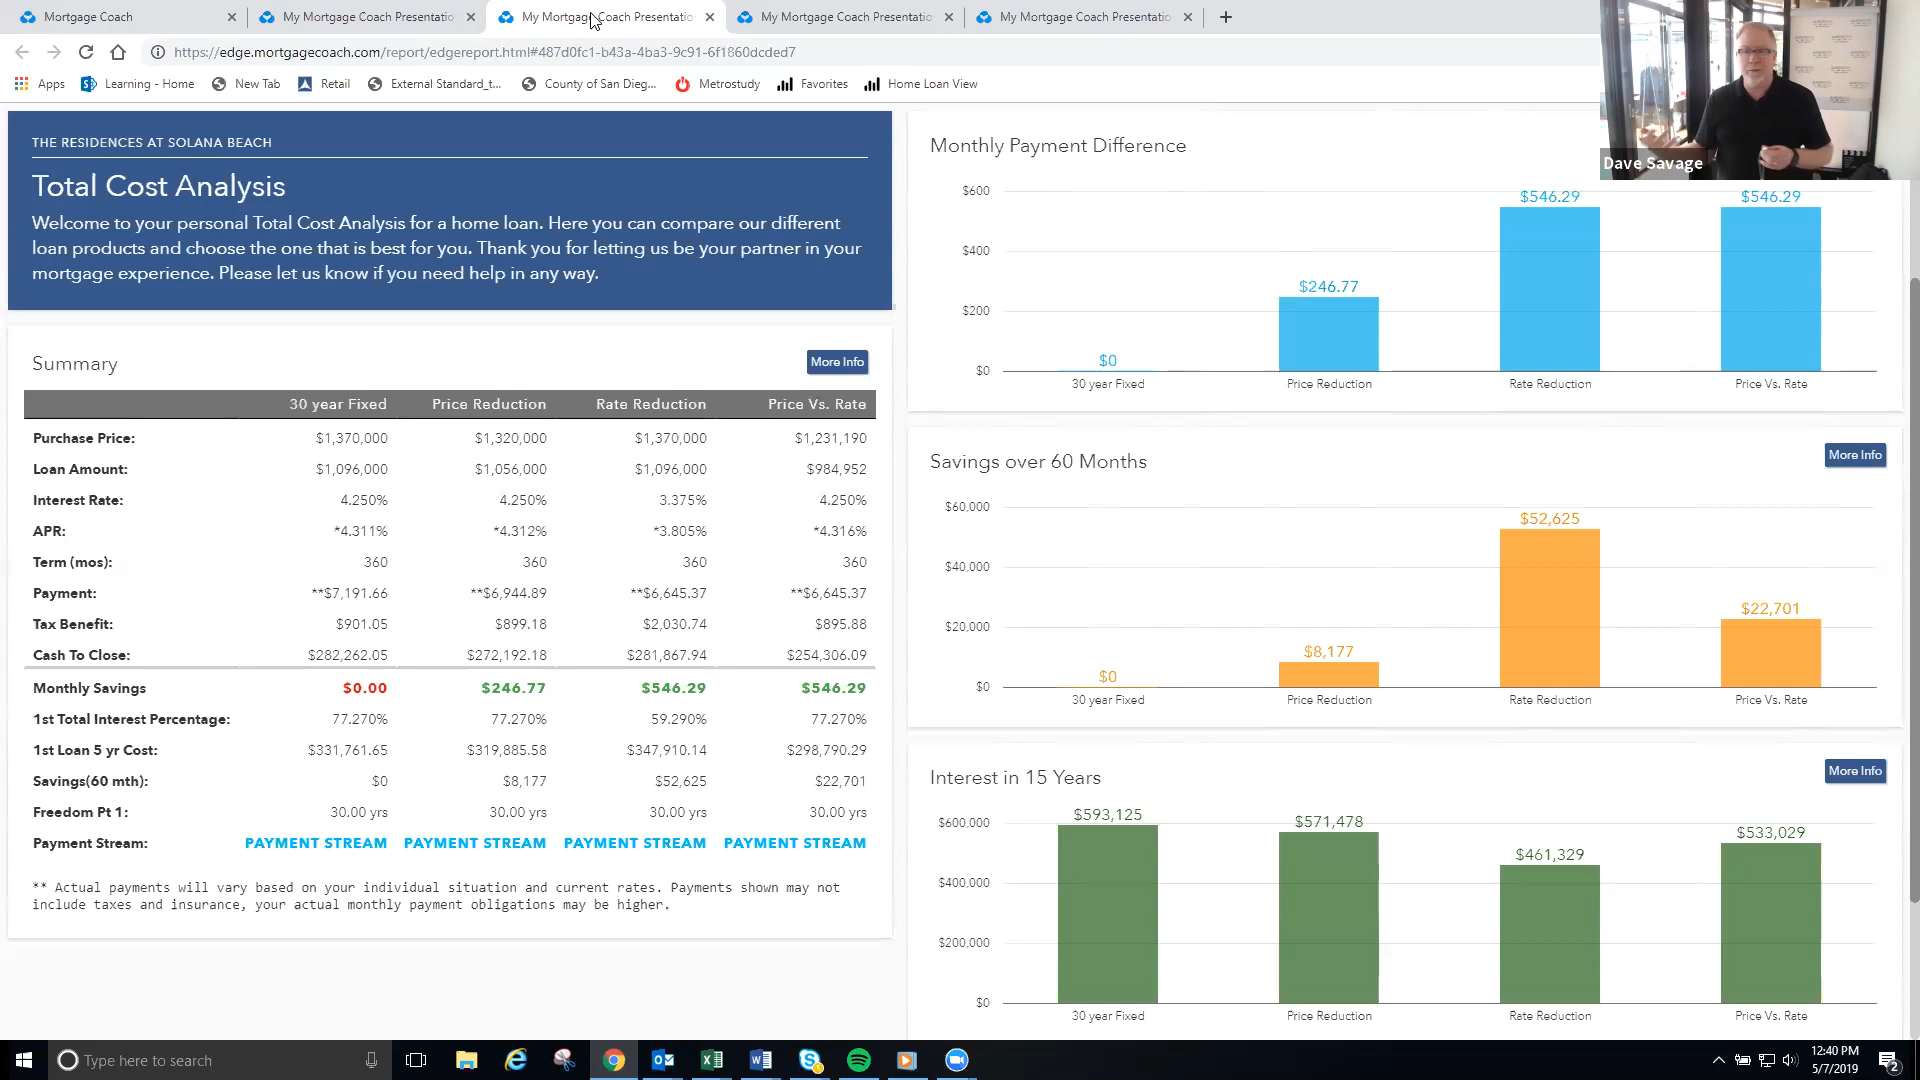 Mortgage Coach
My Mortgage Coach Presentatio
My Mortgage Coach Presentatio
My Mortgage Coach Presentatio
My Mortgage Coach Presentatio
https://edge.mortgagecoach.com/report/edgereport.html#487d0fc1-b43a-4ba3-9c91-6f1860dcded7
Apps Learning - Home New Tab Retail External Standard_t... County of San Dieg... Metrostudy Favorites Home Loan View
Dave Savage
THE RESIDENCES AT SOLANA BEACH
Total Cost Analysis
Welcome to your personal Total Cost Analysis for a home loan. Here you can compare our different
loan products and choose the one that is best for you. Thank you for letting us be your partner in your
mortgage experience. Please let us know if you need help in any way.
Summary
More Info
30 year Fixed Price Reduction Rate Reduction Price Vs. Rate
Purchase Price: $1,370,000 $1,320,000 $1,370,000 $1,231,190
Loan Amount: $1,096,000 $1,056,000 $1,096,000 $984,952
Interest Rate: 4.250% 4.250% 3.375% 4.250%
APR: *4.311% *4.312% *3.805% *4.316%
Term (mos): 360 360 360 360
Payment: **$7,191.66 **$6,944.89 **$6,645.37 **$6,645.37
Tax Benefit: $901.05 $899.18 $2,030.74 $895.88
Cash To Close: $282,262.05 $272,192.18 $281,867.94 $254,306.09
Monthly Savings $0.00 $246.77 $546.29 $546.29
1st Total Interest Percentage: 77.270% 77.270% 59.290% 77.270%
1st Loan 5 yr Cost: $331,761.65 $319,885.58 $347,910.14 $298,790.29
Savings(60 mth): $0 $8,177 $52,625 $22,701
Freedom Pt 1: 30.00 yrs 30.00 yrs 30.00 yrs 30.00 yrs
Payment Stream: PAYMENT STREAM PAYMENT STREAM PAYMENT STREAM PAYMENT STREAM
** Actual payments will vary based on your individual situation and current rates. Payments shown may not
include taxes and insurance, your actual monthly payment obligations may be higher.
Monthly Payment Difference
$600
$400
$200
$0
$0 $246.77 $546.29 $546.29
30 year Fixed Price Reduction Rate Reduction Price Vs. Rate
Savings over 60 Months
More Info
$60,000
$40,000
$20,000
$0
$0 $8,177 $52,625 $22,701
30 year Fixed Price Reduction Rate Reduction Price Vs. Rate
Interest in 15 Years
More Info
$600,000
$400,000
$200,000
$0
$593,125 $571,478 $461,329 $533,029
30 year Fixed Price Reduction Rate Reduction Price Vs. Rate
Type here to search
12:40 PM
5/7/2019
2